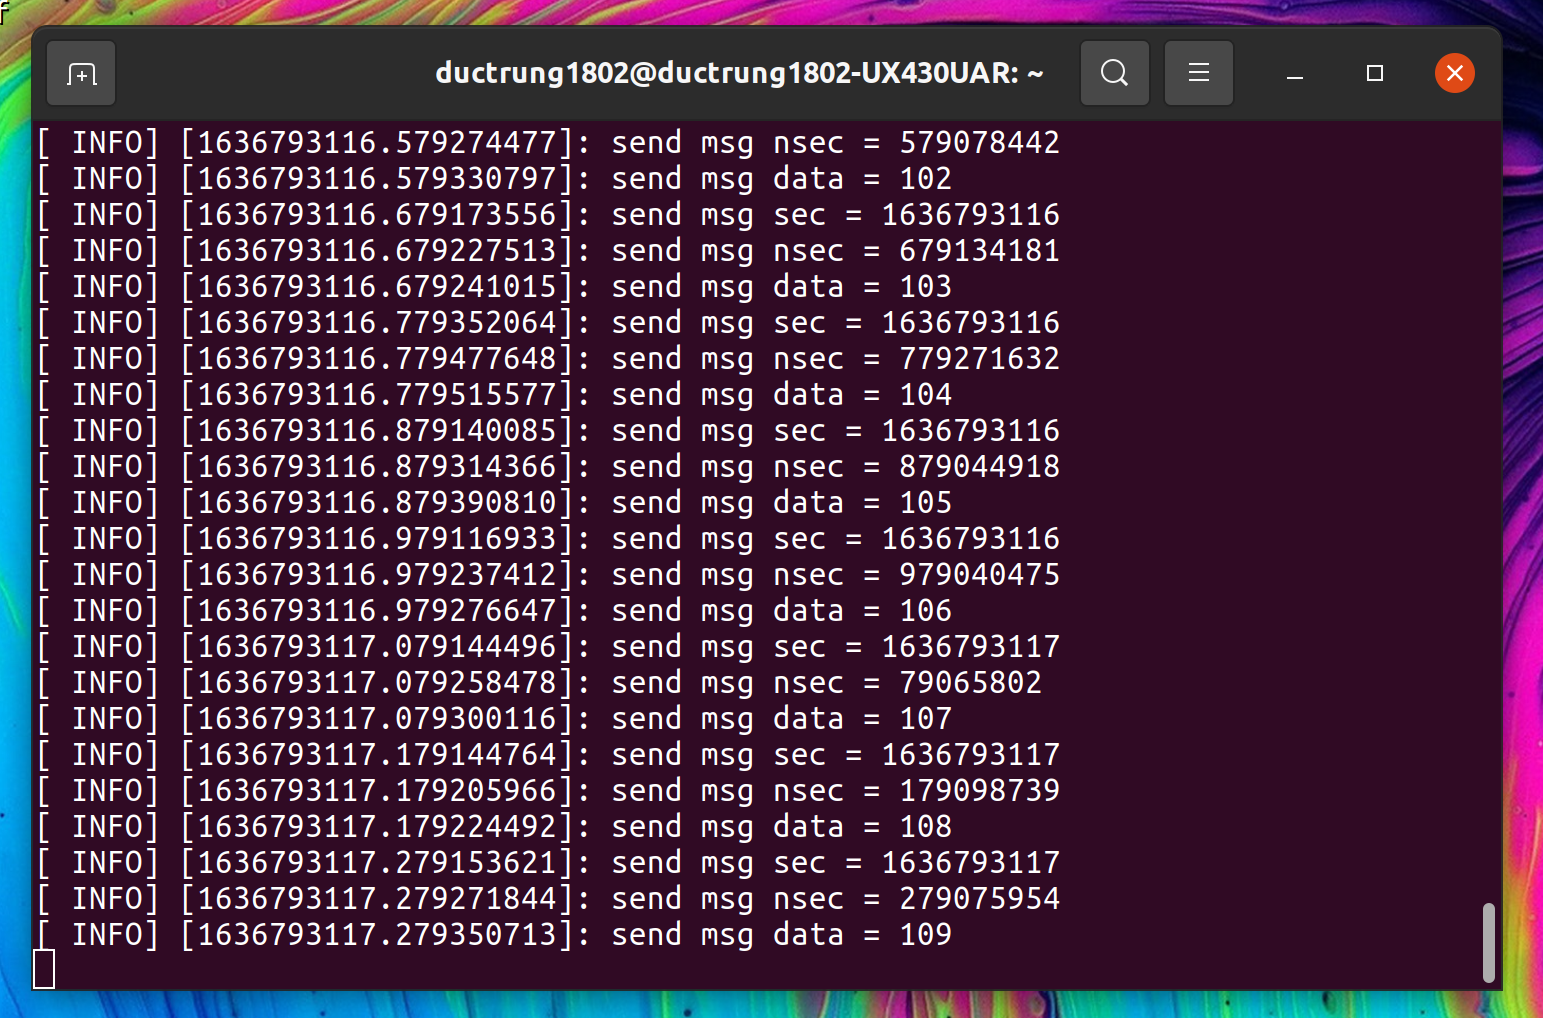 f
ductrung1802@ductrung1802-UX430UAR: ~
[ INFO] [1636793116.579274477]: send msg nsec = 579078442
[ INFO] [1636793116.579330797]: send msg data = 102
[ INFO] [1636793116.679173556]: send msg sec = 1636793116
[ INFO] [1636793116.679227513]: send msg nsec = 679134181
[ INFO] [1636793116.679241015]: send msg data = 103
[ INFO] [1636793116.779352064]: send msg sec = 1636793116
[ INFO] [1636793116.779477648]: send msg nsec = 779271632
[ INFO] [1636793116.779515577]: send msg data = 104
[ INFO] [1636793116.879140085]: send msg sec = 1636793116
[ INFO] [1636793116.879314366]: send msg nsec = 879044918
[ INFO] [1636793116.879390810]: send msg data = 105
[ INFO] [1636793116.979116933]: send msg sec = 1636793116
[ INFO] [1636793116.979237412]: send msg nsec = 979040475
[ INFO] [1636793116.979276647]: send msg data = 106
[ INFO] [1636793117.079144496]: send msg sec = 1636793117
[ INFO] [1636793117.079258478]: send msg nsec = 79065802
[ INFO] [1636793117.079300116]: send msg data = 107
[ INFO] [1636793117.179144764]: send msg sec = 1636793117
[ INFO] [1636793117.179205966]: send msg nsec = 179098739
[ INFO] [1636793117.179224492]: send msg data = 108
[ INFO] [1636793117.279153621]: send msg sec = 1636793117
[ INFO] [1636793117.279271844]: send msg nsec = 279075954
[ INFO] [1636793117.279350713]: send msg data = 109